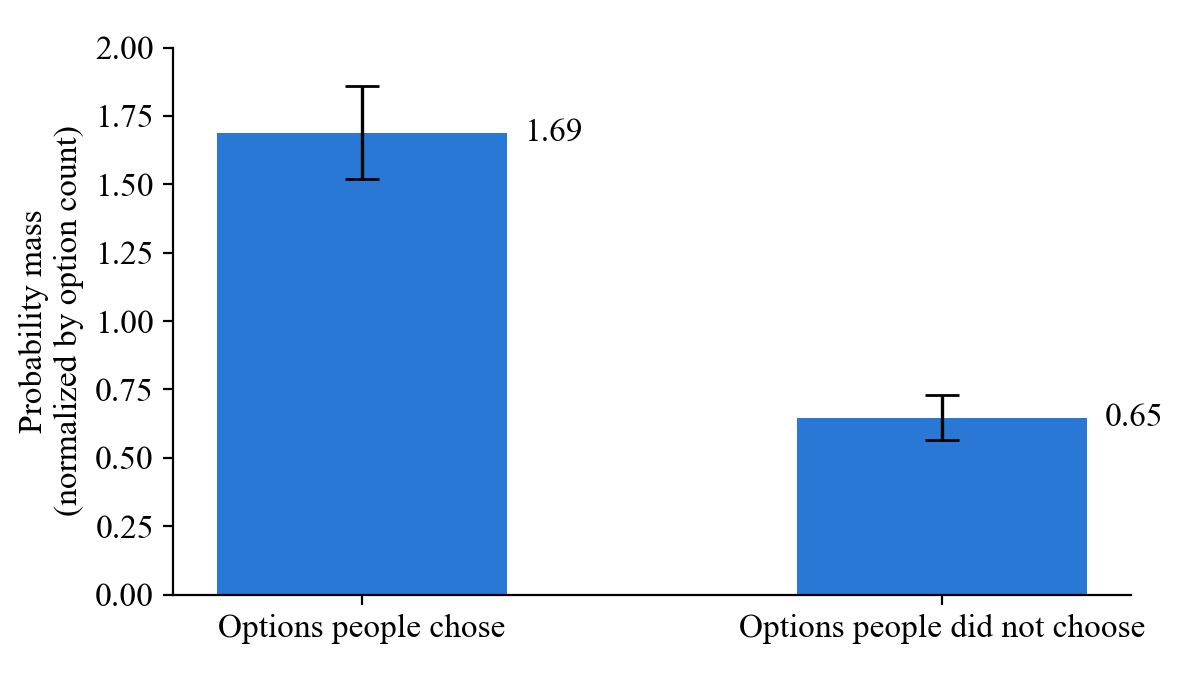 2.00
1.75
1.50
1.25
1.00
0.75
0.50
0.25
0.00
Probability mass
(normalized by option count)
1.69
0.65
Options people chose
Options people did not choose